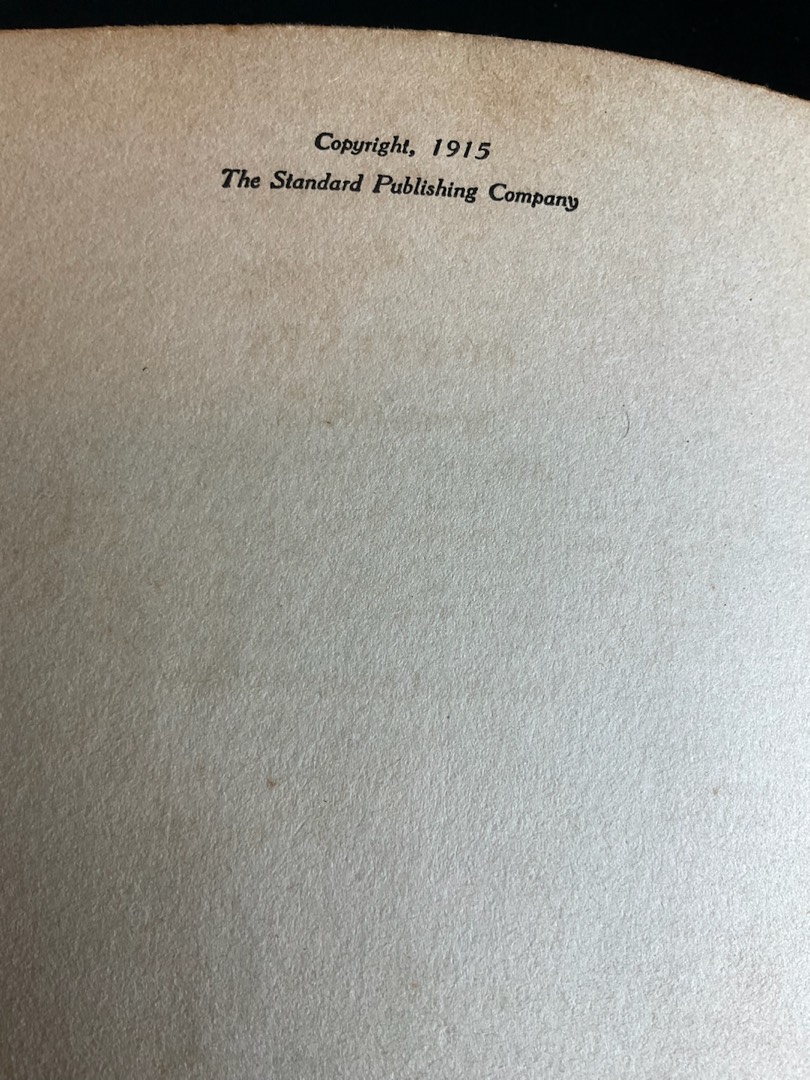 Copyright, 1915
The Standard Publishing Company